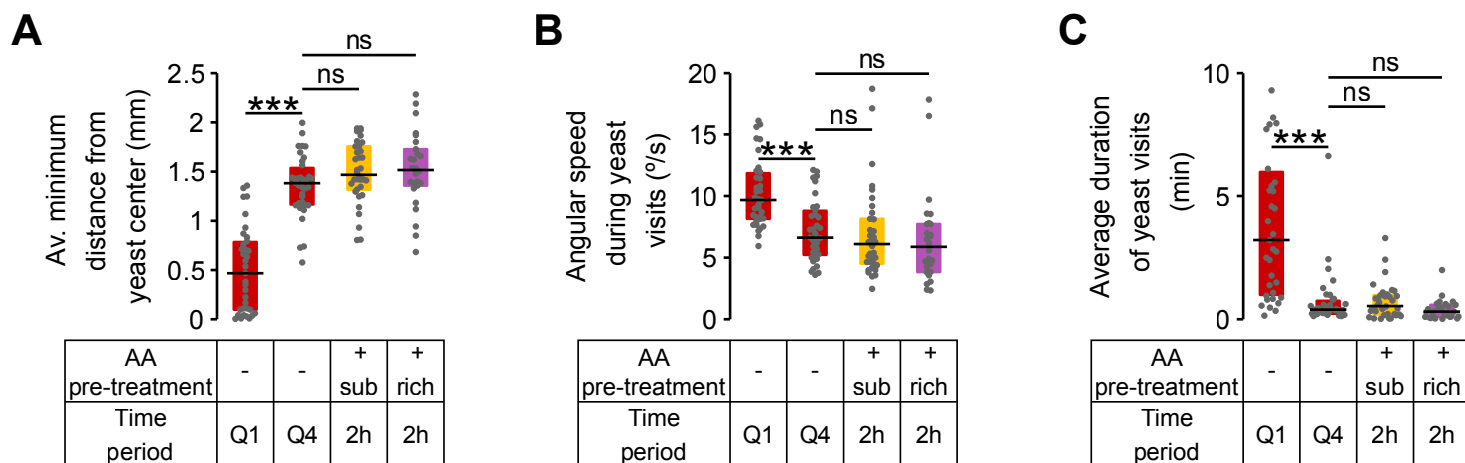 A
Av. minimum
distance from
yeast center (mm)
2.5
2
1.5
1
0.5
0
***
ns
ns
AA
pre-treatment
-
-
+
sub
+
rich
Time
period
Q1
Q4
2h
2h
B
Angular speed
during yeast
visits (º/s)
20
15
10
5
0
***
ns
ns
AA
pre-treatment
-
-
+
sub
+
rich
Time
period
Q1
Q4
2h
2h
C
Average duration
of yeast visits
(min)
10
5
0
***
ns
ns
AA
pre-treatment
-
-
+
sub
+
rich
Time
period
Q1
Q4
2h
2h